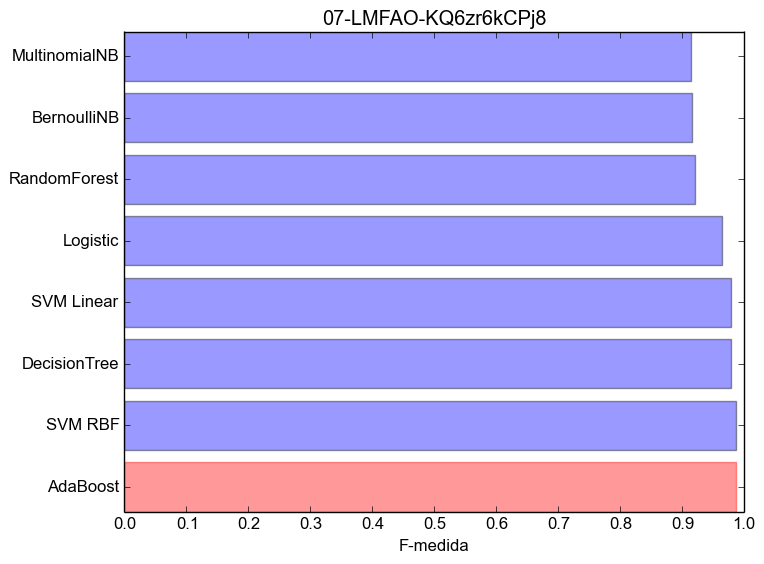 07-LMFAO-KQ6zr6kCPj8
MultinomialNB
BernoulliNB
RandomForest
Logistic
SVM Linear
DecisionTree
SVM RBF
AdaBoost
0.0 0.1 0.2 0.3 0.4 0.5 0.6 0.7 0.8 0.9 1.0
F-medida